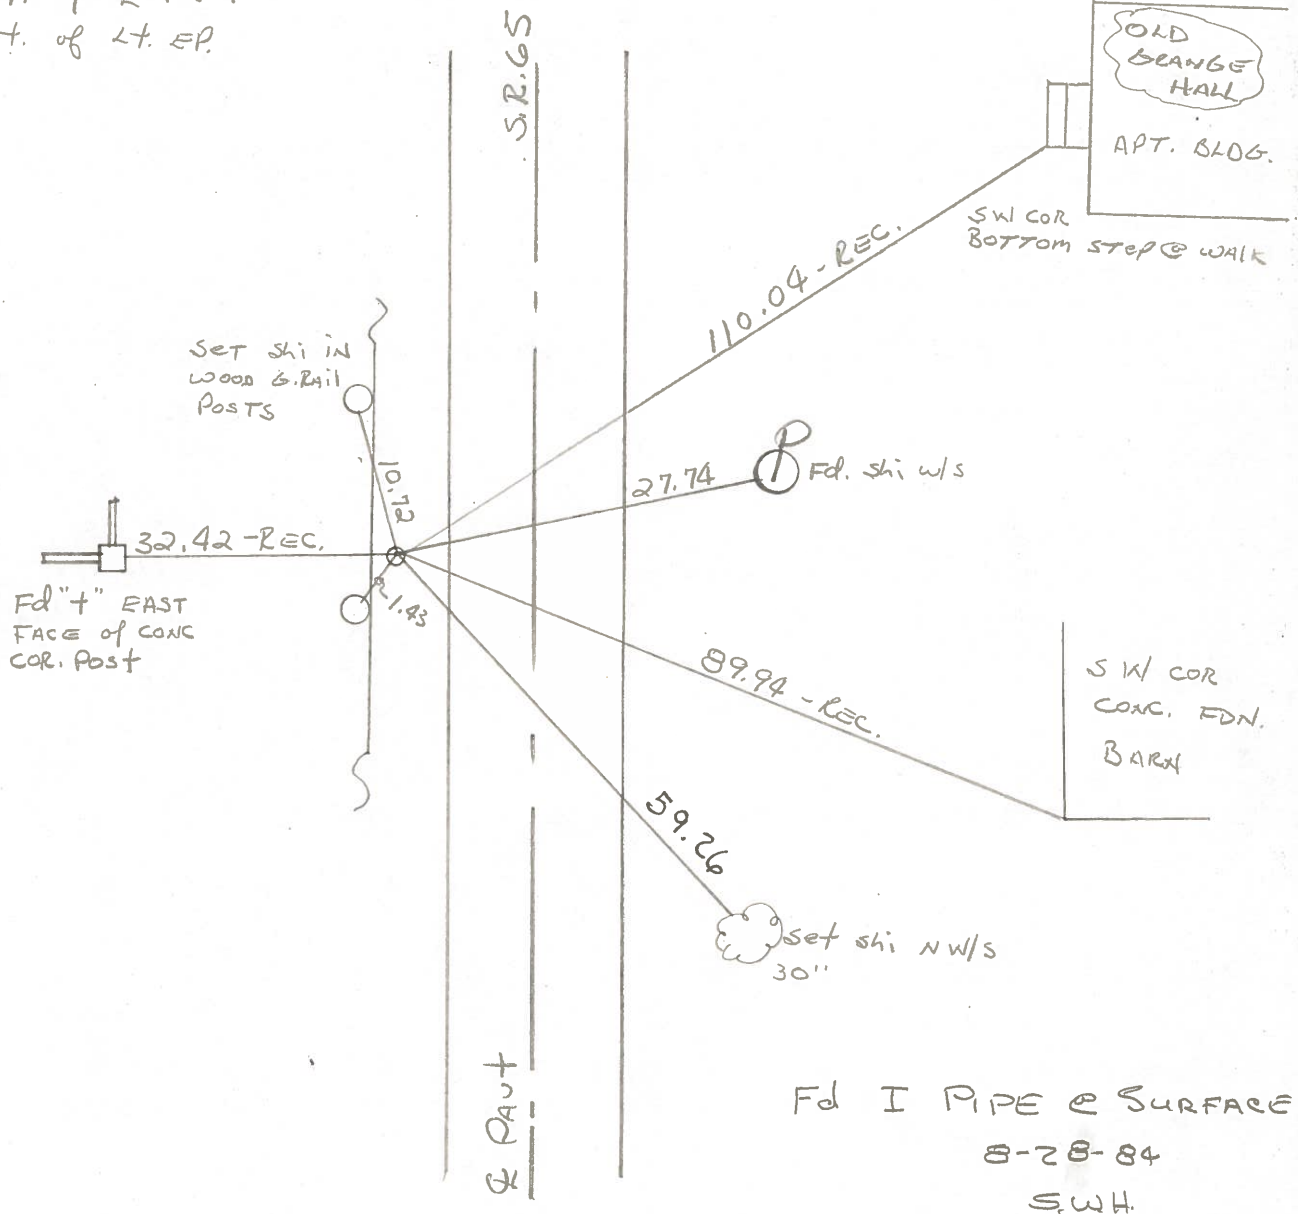 t. of Lt. EP.
S.R.65
OLD
GRANGE
HALL
APT. BLDG.
SW COR
BOTTOM STEP @ WALK
110.04-REC.
SET Shi IN
WOOD G.RAil
POSTS
10.72
27.74
Fd. Shi w/s
32.42-REC.
Fd "+" EAST
FACE of CONC
COR. POST
1.43
89.94-REC.
SW COR
CONC. FDN.
BARN
59.26
Set Shi NW/S
30"
℄ PAVT
Fd I PIPE @ SURFACE
8-28-84
S.W.H.